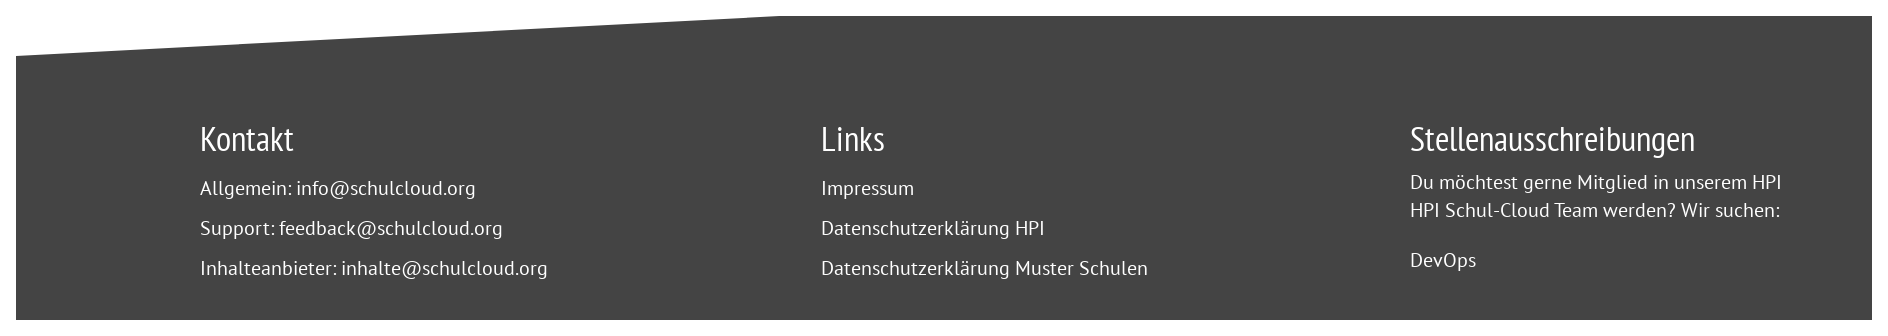 Kontakt
Allgemein: info@schulcloud.org
Support: feedback@schulcloud.org
Inhalteanbieter: inhalte@schulcloud.org
Links
Impressum
Datenschutzerklärung HPI
Datenschutzerklärung Muster Schulen
Stellenausschreibungen
Du möchtest gerne Mitglied in unserem HPI
HPI Schul-Cloud Team werden? Wir suchen:
DevOps